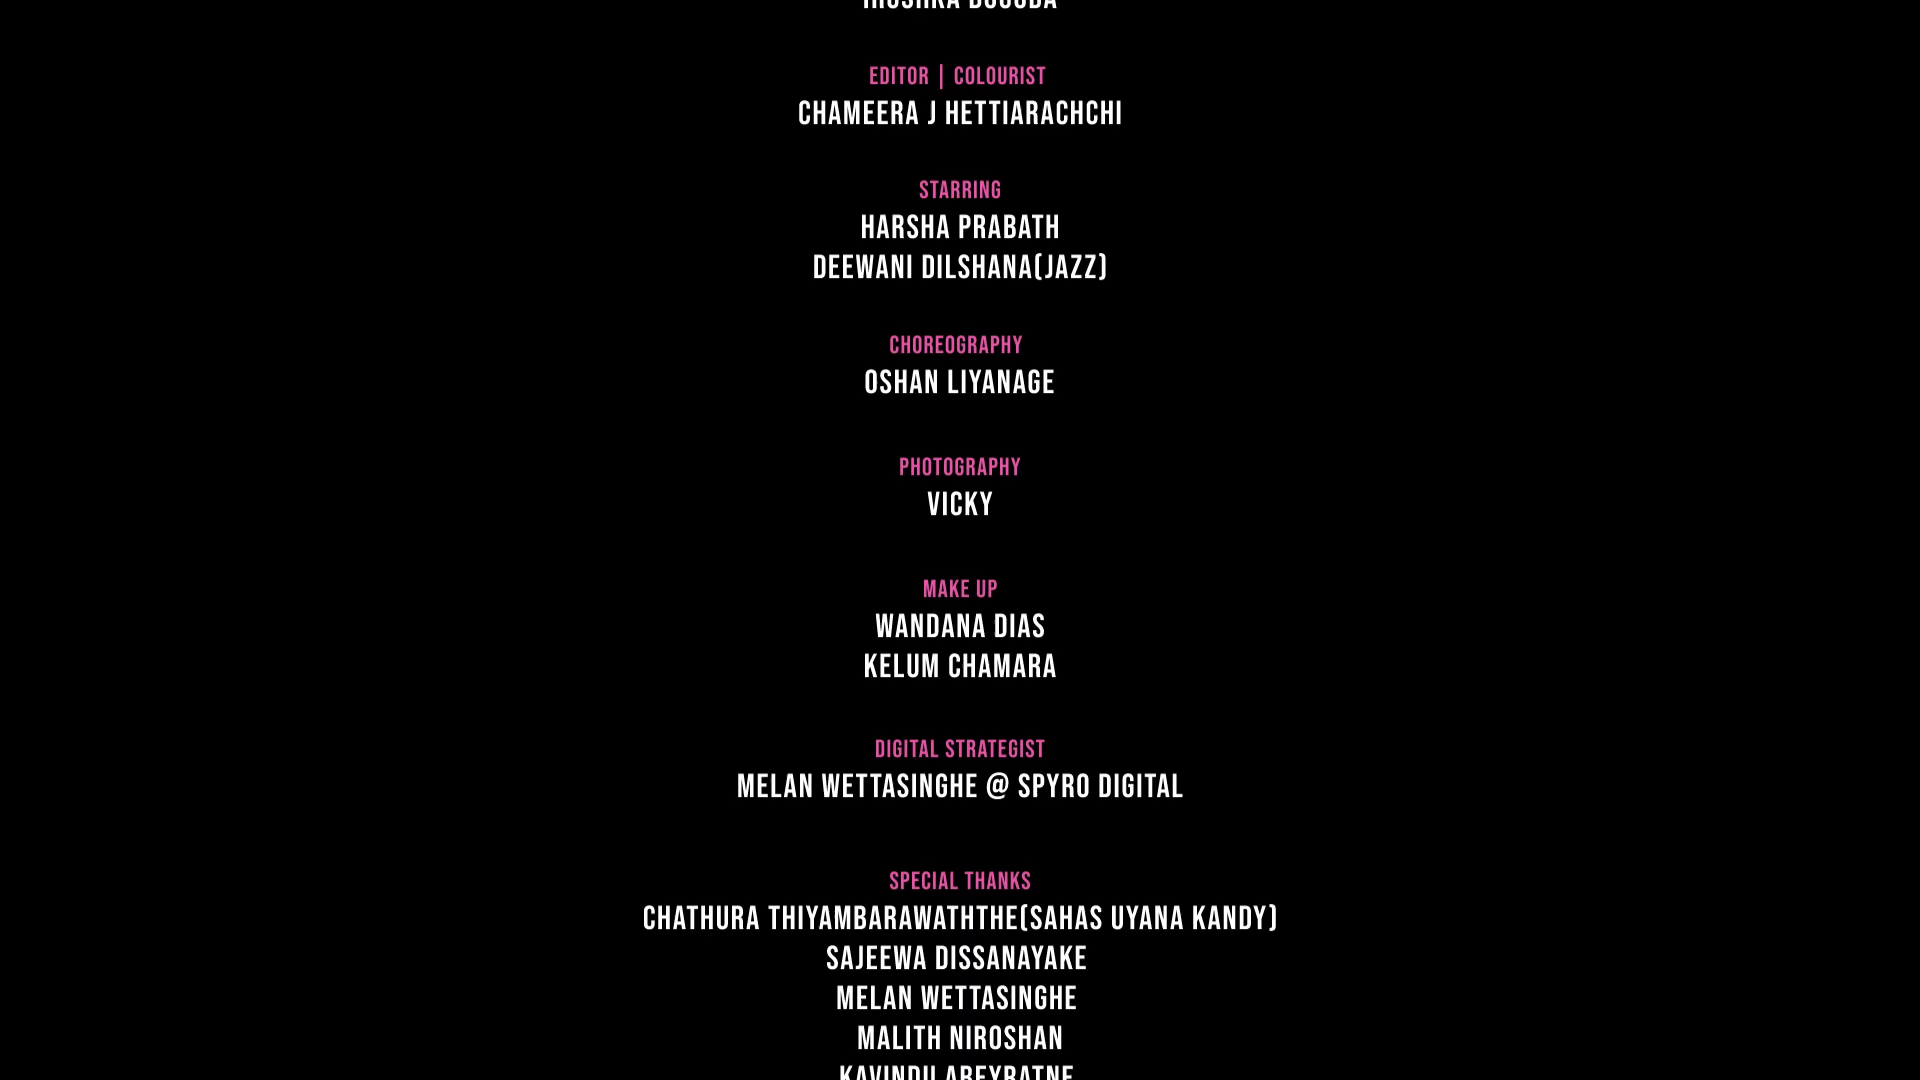 EDITOR | COLOURIST
CHAMEERA J HETTIARACHCHI
STARRING
HARSHA PRABATH
DEEWANI DILSHANA(JAZZ)
CHOREOGRAPHY
OSHAN LIYANAGE
PHOTOGRAPHY
VICKY
MAKE UP
WANDANA DIAS
KELUM CHAMARA
DIGITAL STRATEGIST
MELAN WETTASINGHE @ SPYRO DIGITAL
SPECIAL THANKS
CHATHURA THIYAMBARAWATHTHE(SAHAS UYANA KANDY)
SAJEEWA DISSANAYAKE
MELAN WETTASINGHE
MALITH NIROSHAN
KAVINDU ABEYRATNE